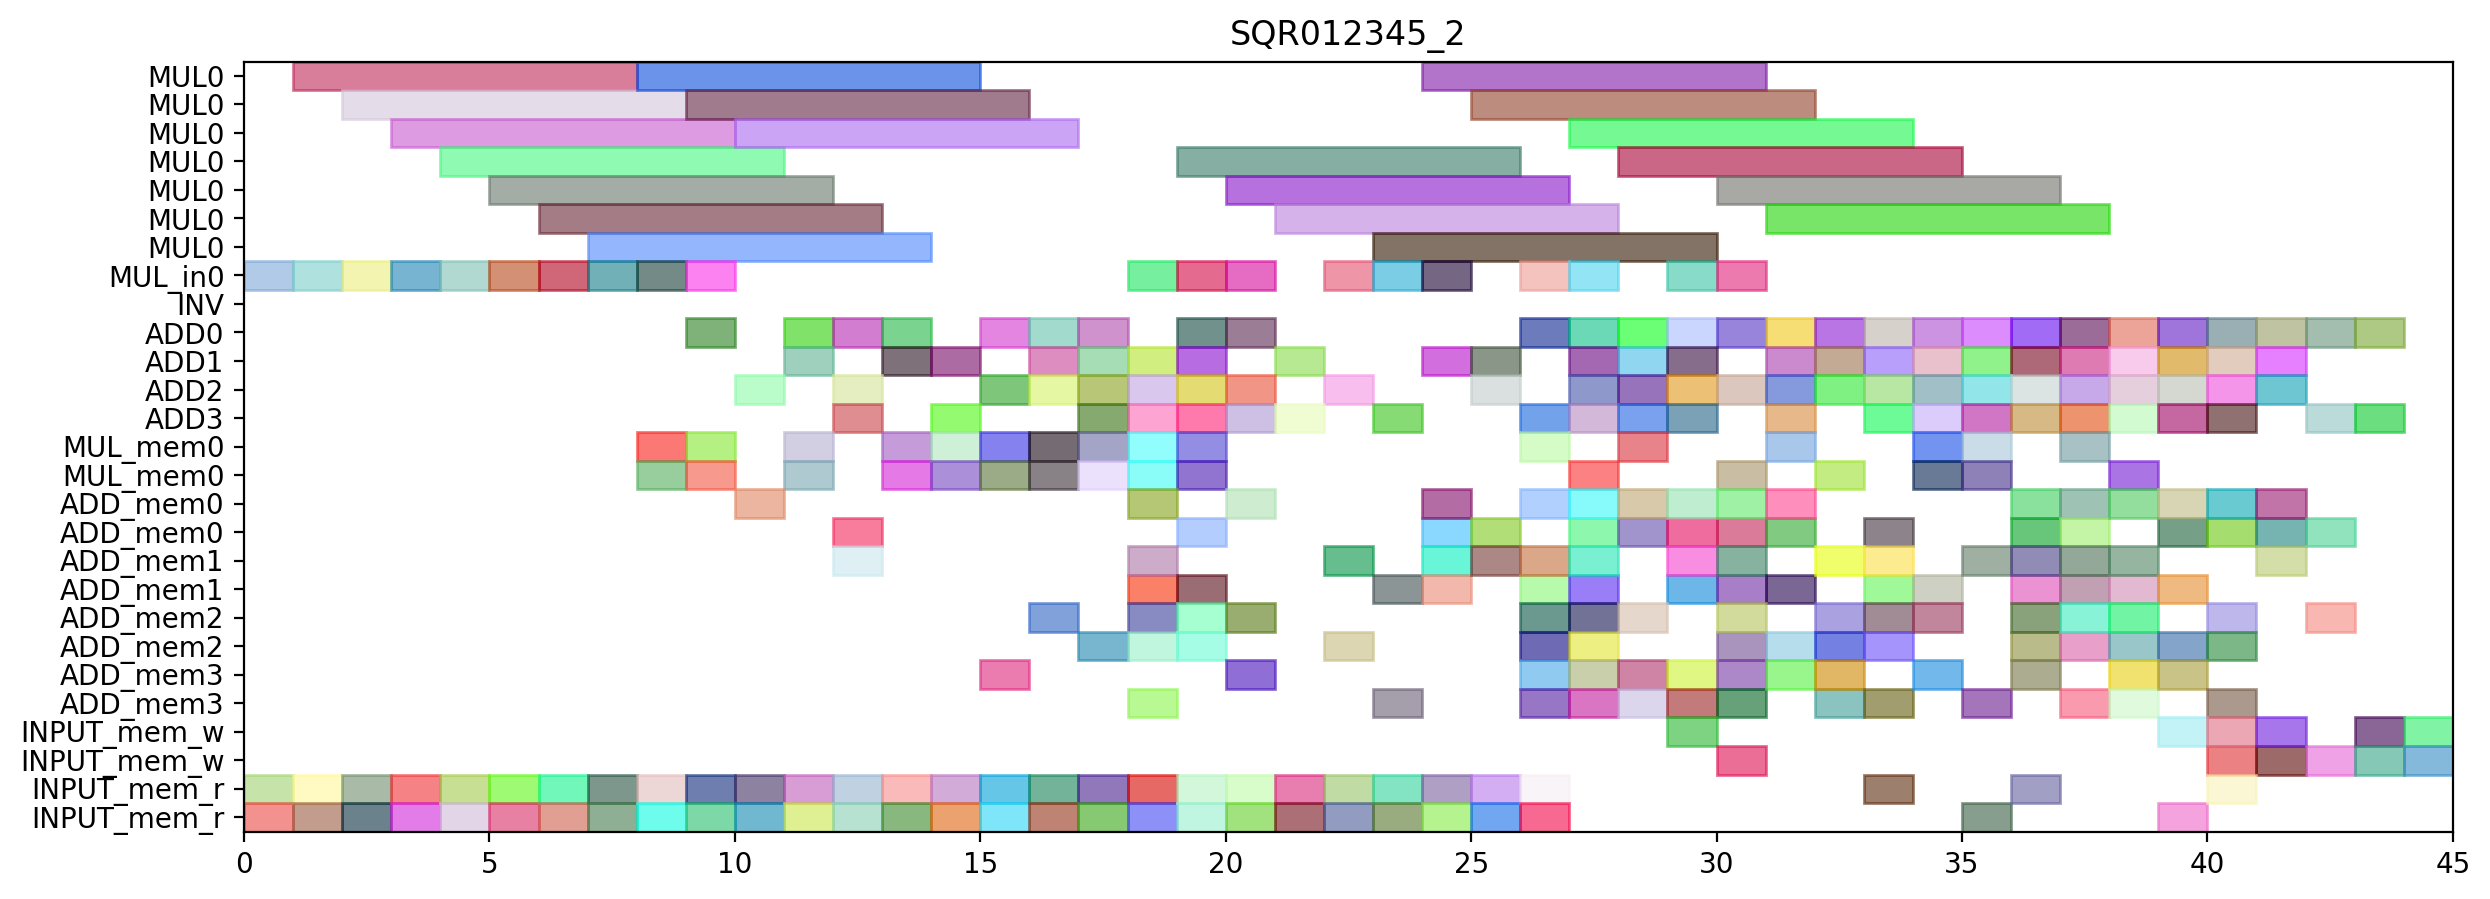 SQR012345_2
MUL0
MUL0
MUL0
MUL0
MUL0
MUL0
MUL0
MUL_in0
INV
ADD0
ADD1
ADD2
ADD3
MUL_mem0
MUL_mem0
ADD_mem0
ADD_mem0
ADD_mem1
ADD_mem1
ADD_mem2
ADD_mem2
ADD_mem3
ADD_mem3
INPUT_mem_w
INPUT_mem_w
INPUT_mem_r
INPUT_mem_r
0 5 10 15 20 25 30 35 40 45